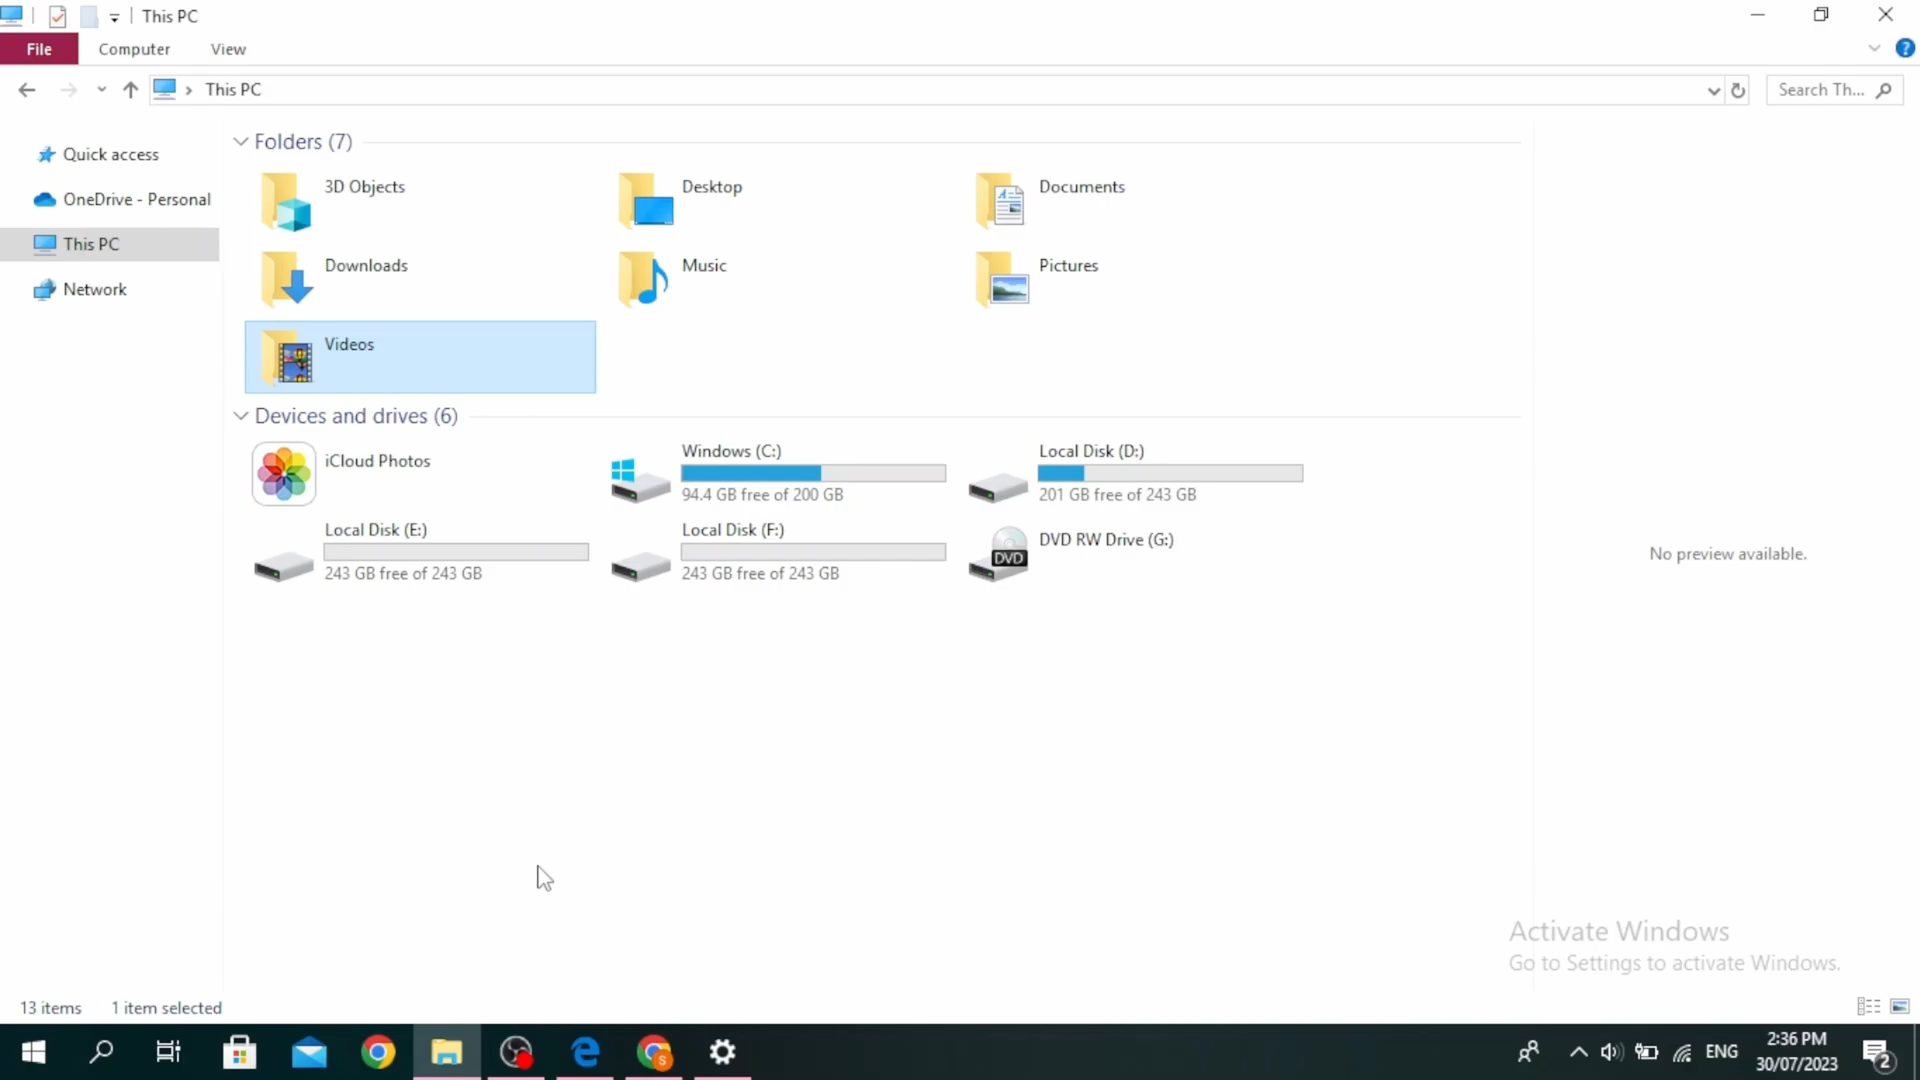 This PC
File
Computer
View
This PC
Search Th...
Quick access
OneDrive - Personal
This PC
Network
Folders (7)
3D Objects
Desktop
Documents
Downloads
Music
Pictures
Videos
Devices and drives (6)
iCloud Photos
Windows (C:)
94.4 GB free of 200 GB
Local Disk (D:)
201 GB free of 243 GB
Local Disk (E:)
243 GB free of 243 GB
Local Disk (F:)
243 GB free of 243 GB
DVD
DVD RW Drive (G:)
No preview available.
Activate Windows
Go to Settings to activate Windows.
13 items
1 item selected
S
ENG
2:36 PM
30/07/2023
2